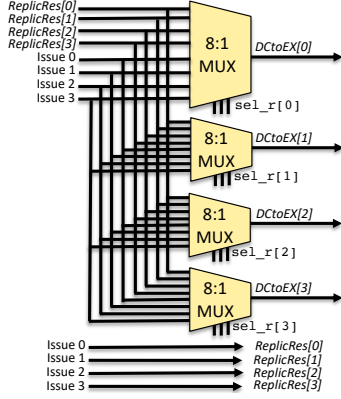 ReplicRes[0]
ReplicRes[1]
ReplicRes[2]
ReplicRes[3]
Issue 0
Issue 1
Issue 2
Issue 3
8:1
MUX
DCtoEX[0]
sel_r[0]
8:1
MUX
DCtoEX[1]
sel_r[1]
8:1
MUX
DCtoEX[2]
sel_r[2]
8:1
MUX
DCtoEX[3]
sel_r[3]
Issue 0 ReplicRes[0]
Issue 1 ReplicRes[1]
Issue 2 ReplicRes[2]
Issue 3 ReplicRes[3]